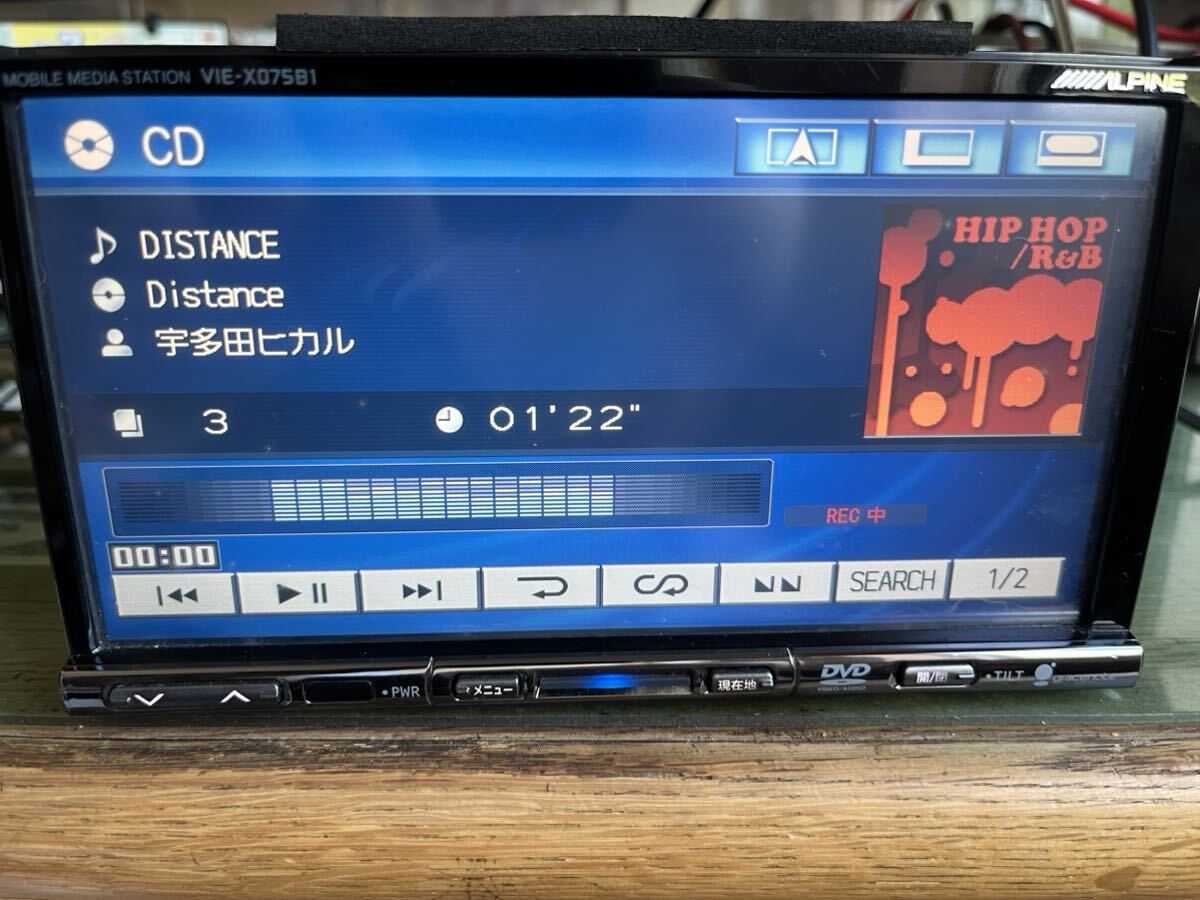 MOBILE MEDIA STATION VIE-X075B1
ALPINE
CD
DISTANCE
Distance
宇多田ヒカル
HIP HOP
/R&B
3
01'22"
REC 中
00:00
SEARCH
1/2
PWR
メニュー
現在地
DVD
VIDEO/AUDIO
開/閉
TILT
gracenote